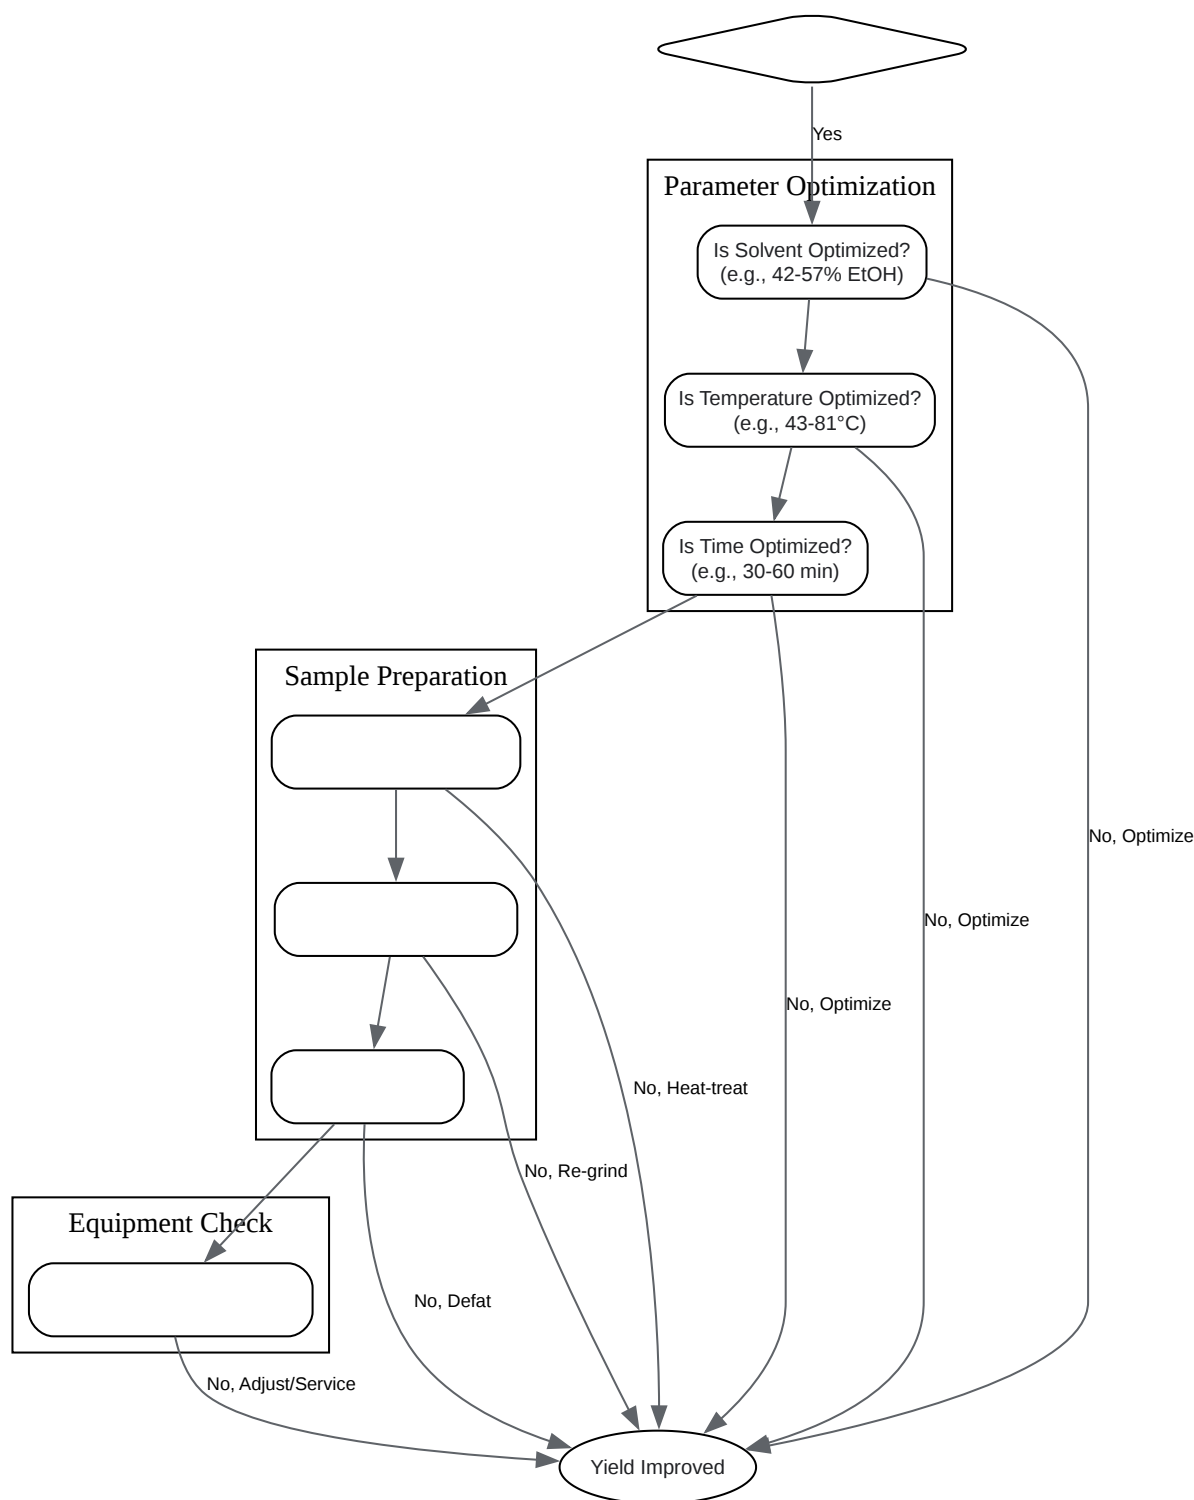 Yes
Parameter Optimization
Is Solvent Optimized?
(e.g., 42-57% EtOH)
Is Temperature Optimized?
(e.g., 43-81°C)
Is Time Optimized?
(e.g., 30-60 min)
Sample Preparation
No, Optimize
No, Optimize
No, Optimize
No, Heat-treat
No, Re-grind
Equipment Check
No, Defat
No, Adjust/Service
Yield Improved